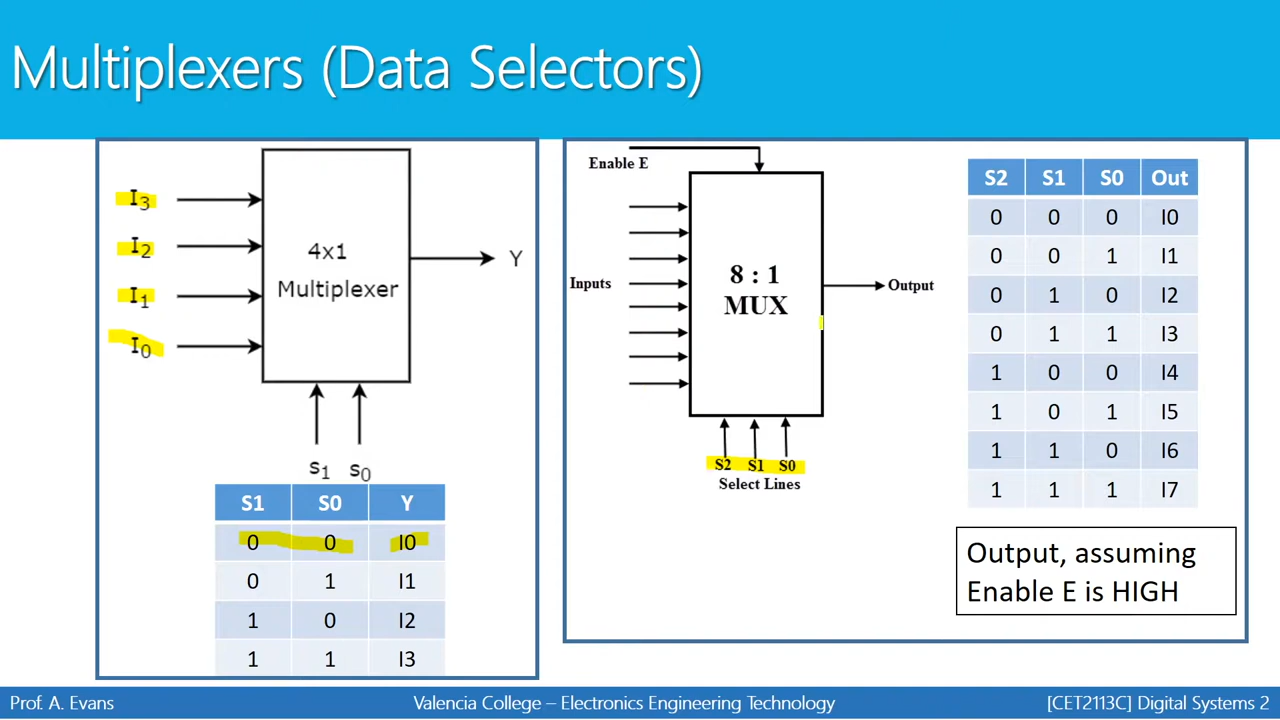 Multiplexers (Data Selectors)
I3
I2
I1
I0
4x1
Multiplexer
Y
s1 s0
S1 S0 Y
0 0 I0
0 1 I1
1 0 I2
1 1 I3
Enable E
Inputs
8 : 1
MUX
Output
S2 S1 S0
Select Lines
S2 S1 S0 Out
0 0 0 I0
0 0 1 I1
0 1 0 I2
0 1 1 I3
1 0 0 I4
1 0 1 I5
1 1 0 I6
1 1 1 I7
Output, assuming
Enable E is HIGH
Prof. A. Evans
Valencia College – Electronics Engineering Technology
[CET2113C] Digital Systems 2